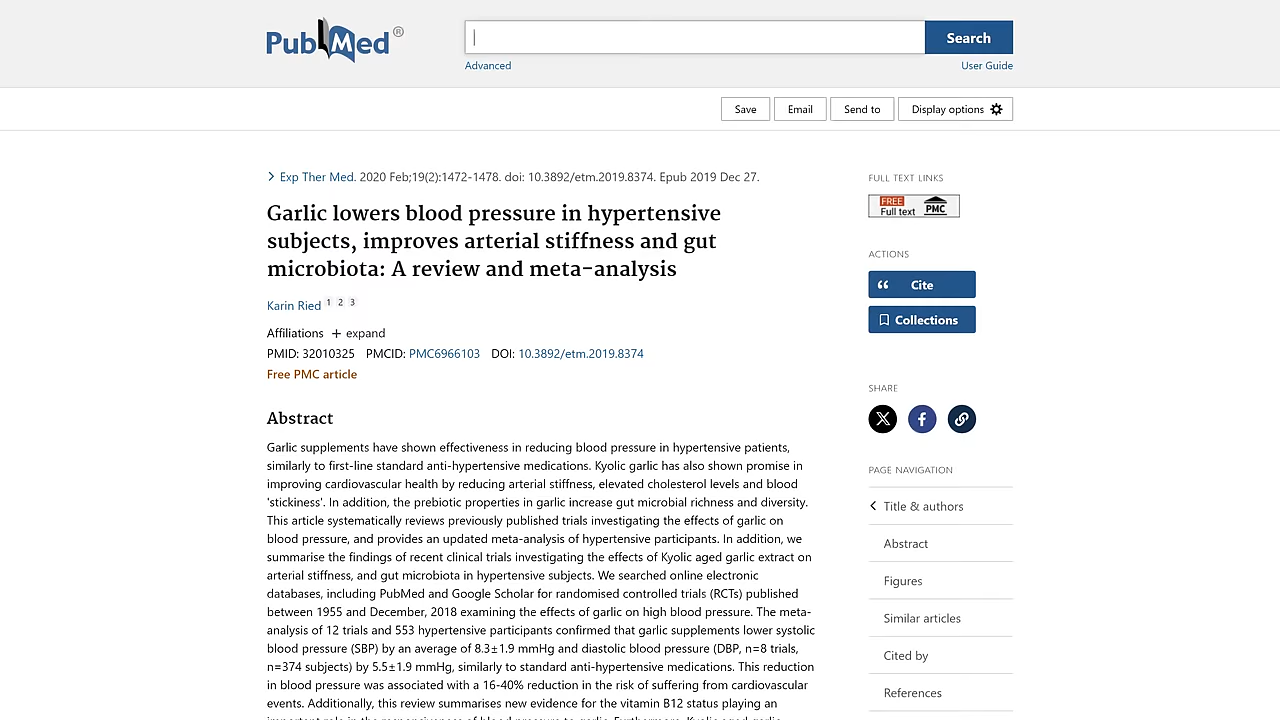 PubMed®
Search
Advanced
User Guide
Save
Email
Send to
Display options
Exp Ther Med. 2020 Feb;19(2):1472-1478. doi: 10.3892/etm.2019.8374. Epub 2019 Dec 27.
Garlic lowers blood pressure in hypertensive
subjects, improves arterial stiffness and gut
microbiota: A review and meta-analysis
Karin Ried 1 2 3
Affiliations + expand
PMID: 32010325 PMCID: PMC6966103 DOI: 10.3892/etm.2019.8374
Free PMC article
Abstract
Garlic supplements have shown effectiveness in reducing blood pressure in hypertensive patients,
similarly to first-line standard anti-hypertensive medications. Kyolic garlic has also shown promise in
improving cardiovascular health by reducing arterial stiffness, elevated cholesterol levels and blood
'stickiness'. In addition, the prebiotic properties in garlic increase gut microbial richness and diversity.
This article systematically reviews previously published trials investigating the effects of garlic on
blood pressure, and provides an updated meta-analysis of hypertensive participants. In addition, we
summarise the findings of recent clinical trials investigating the effects of Kyolic aged garlic extract on
arterial stiffness, and gut microbiota in hypertensive subjects. We searched online electronic
databases, including PubMed and Google Scholar for randomised controlled trials (RCTs) published
between 1955 and December, 2018 examining the effects of garlic on high blood pressure. The meta-
analysis of 12 trials and 553 hypertensive participants confirmed that garlic supplements lower systolic
blood pressure (SBP) by an average of 8.3±1.9 mmHg and diastolic blood pressure (DBP, n=8 trials,
n=374 subjects) by 5.5±1.9 mmHg, similarly to standard anti-hypertensive medications. This reduction
in blood pressure was associated with a 16-40% reduction in the risk of suffering from cardiovascular
events. Additionally, this review summarises new evidence for the vitamin B12 status playing an
important role in the responsiveness of blood pressure to garlic. Furthermore, Kyolic aged garlic
FULL TEXT LINKS
FREE
Full text PMC
ACTIONS
Cite
Collections
SHARE
PAGE NAVIGATION
Title & authors
Abstract
Figures
Similar articles
Cited by
References